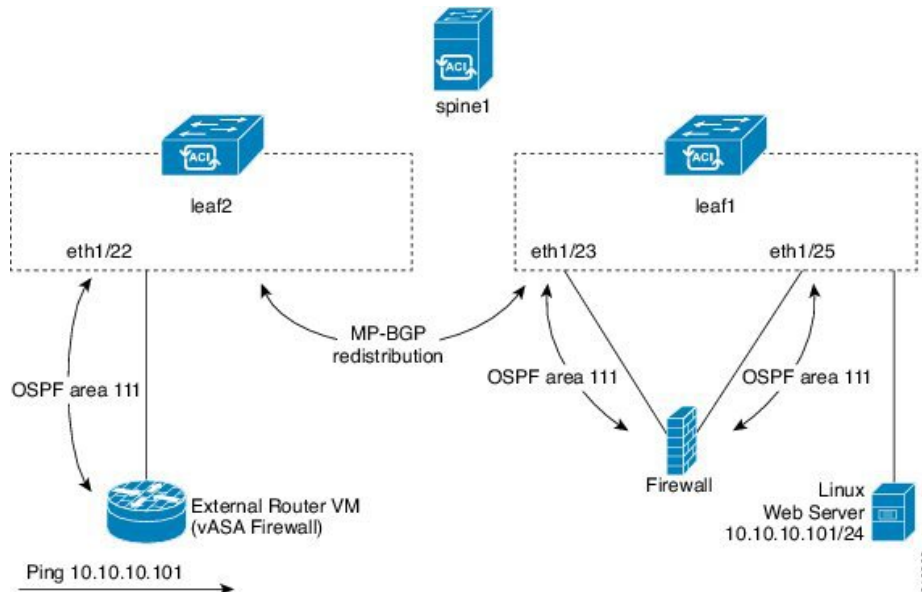 ACI
spine1
ACI
ACI
leaf2
leaf1
eth1/22
eth1/23
eth1/25
MP-BGP
redistribution
OSPF area 111
OSPF area 111
OSPF area 111
External Router VM
(vASA Firewall)
Firewall
Linux
Web Server
10.10.10.101/24
Ping 10.10.10.101